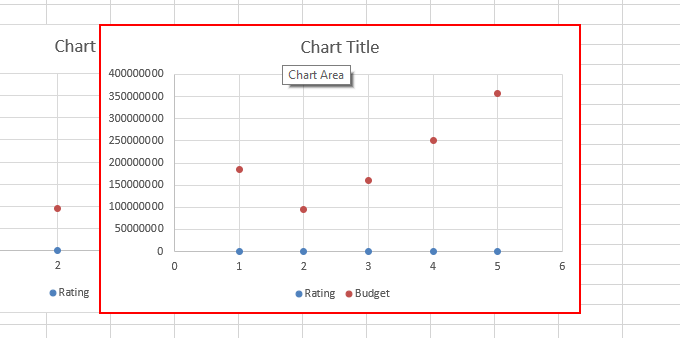 Chart
Chart Title
Chart Area
400000000
350000000
300000000
250000000
200000000
150000000
100000000
50000000
0
0 1 2 3 4 5 6
2
Rating
Rating Budget